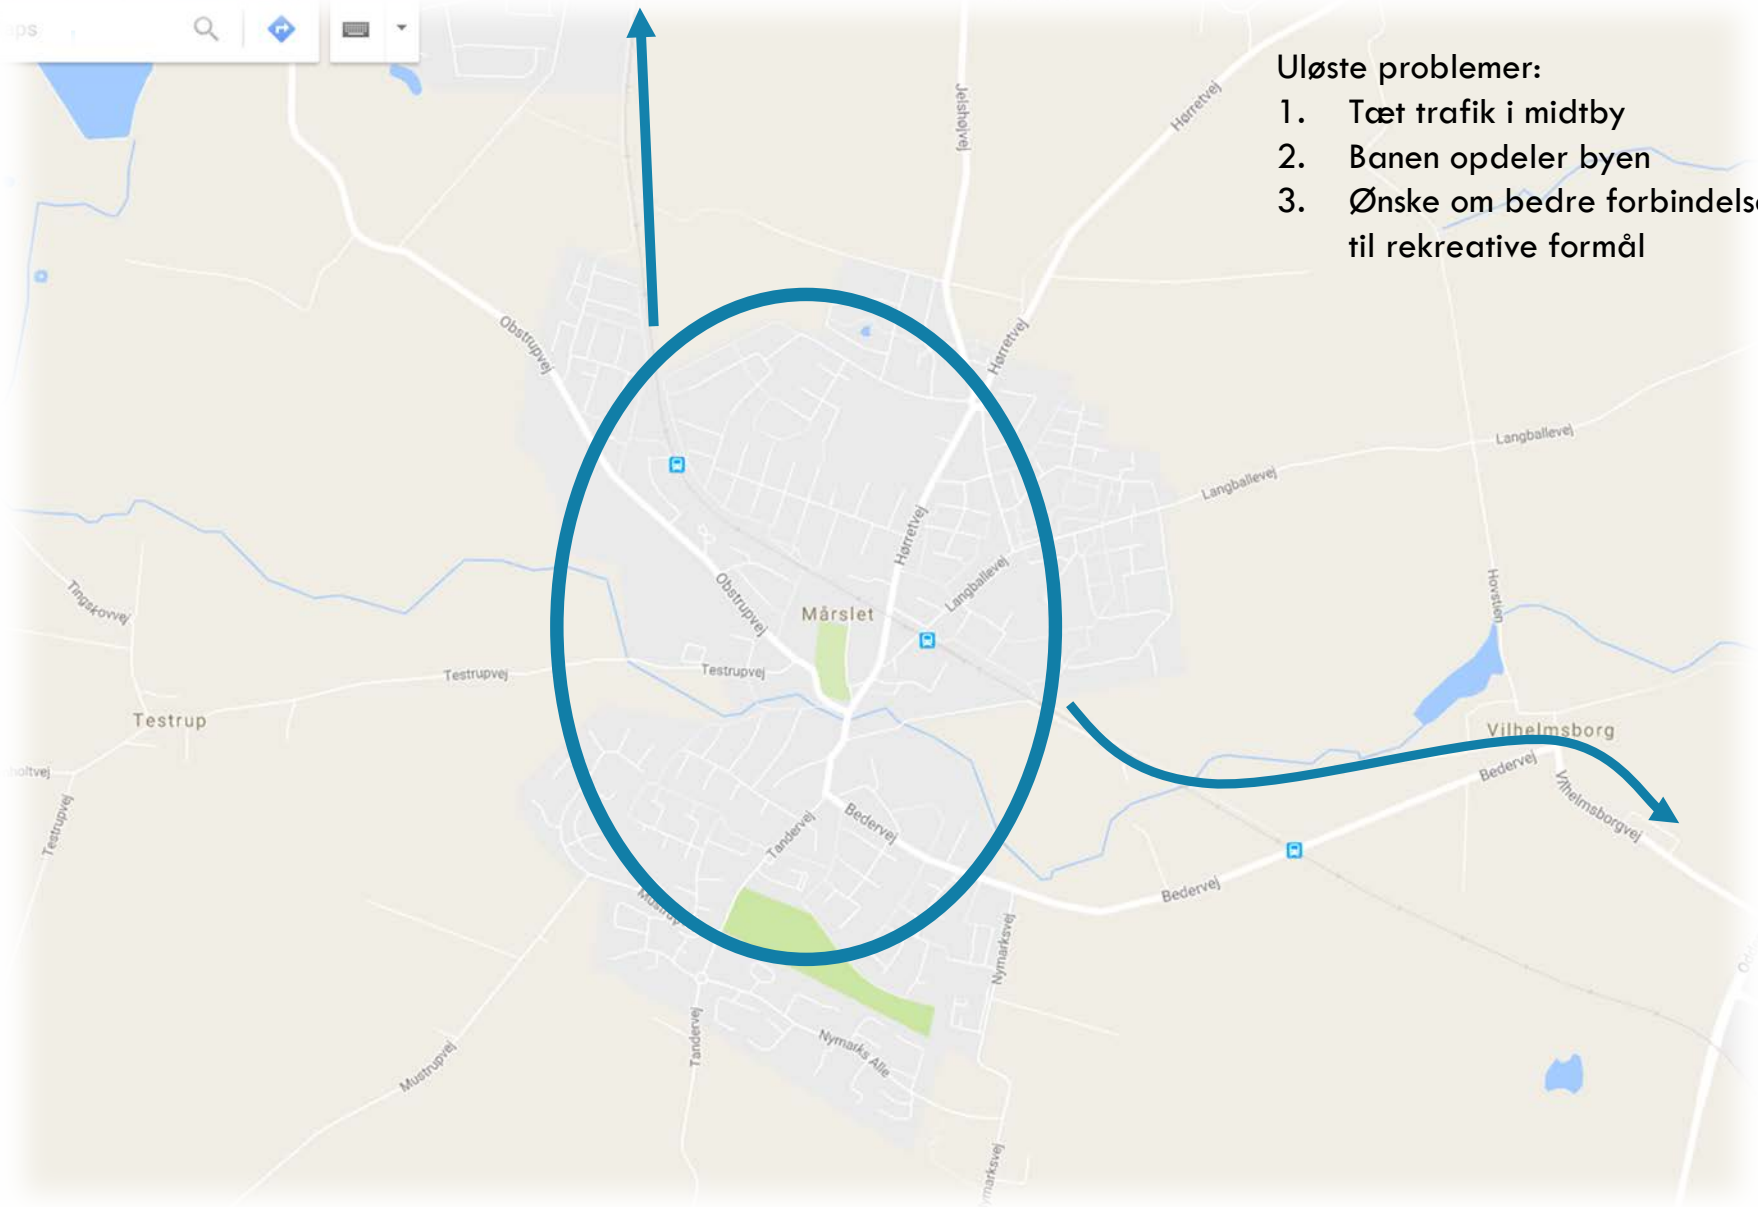 aps
Uløste problemer:
1. Tæt trafik i midtby
2. Banen opdeler byen
3. Ønske om bedre forbindelse
til rekreative formål
Jelshøjvej
Hørretvej
Obstrupvej
Hørretvej
Langballevej
Langballevej
Hørretvej
Langballevej
Obstrupvej
Mårslet
Tingskovvej
Hovstien
Testrupvej
Testrupvej
Testrup
Vilhelmsborg
Bedervej
Vilhelmsborgvej
Testrupvej
Tandervej
Bedervej
Bedervej
Nymarksvej
Tandervej
Nymarks Alle
Mustrupvej